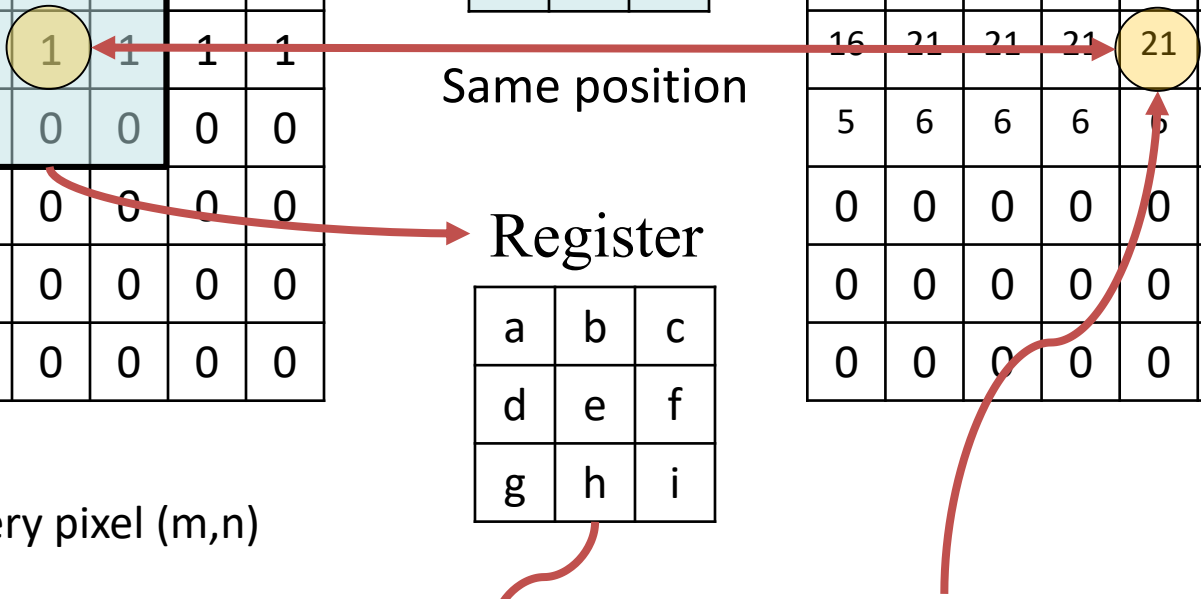 1 1 1 1 16 21 21 21 21
Same position
0 0 0 0 5 6 6 6 6
0 0 0 0 0 0 0 0 0
Register
0 0 0 0 0 0 0 0 0
a b c
0 0 0 0 0 0 0 0 0
d e f
g h i
ery pixel (m,n)